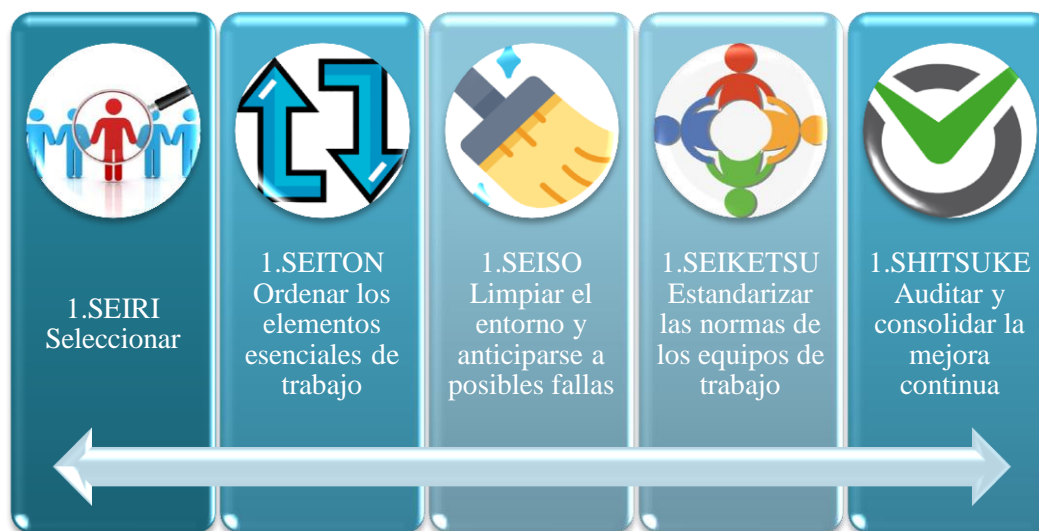 1.SEIRI
Seleccionar
1.SEITON
Ordenar los
elementos
esenciales de
trabajo
1.SEISO
Limpiar el
entorno y
anticiparse a
posibles fallas
1.SEIKETSU
Estandarizar
las normas de
los equipos de
trabajo
1.SHITSUKE
Auditar y
consolidar la
mejora
continua